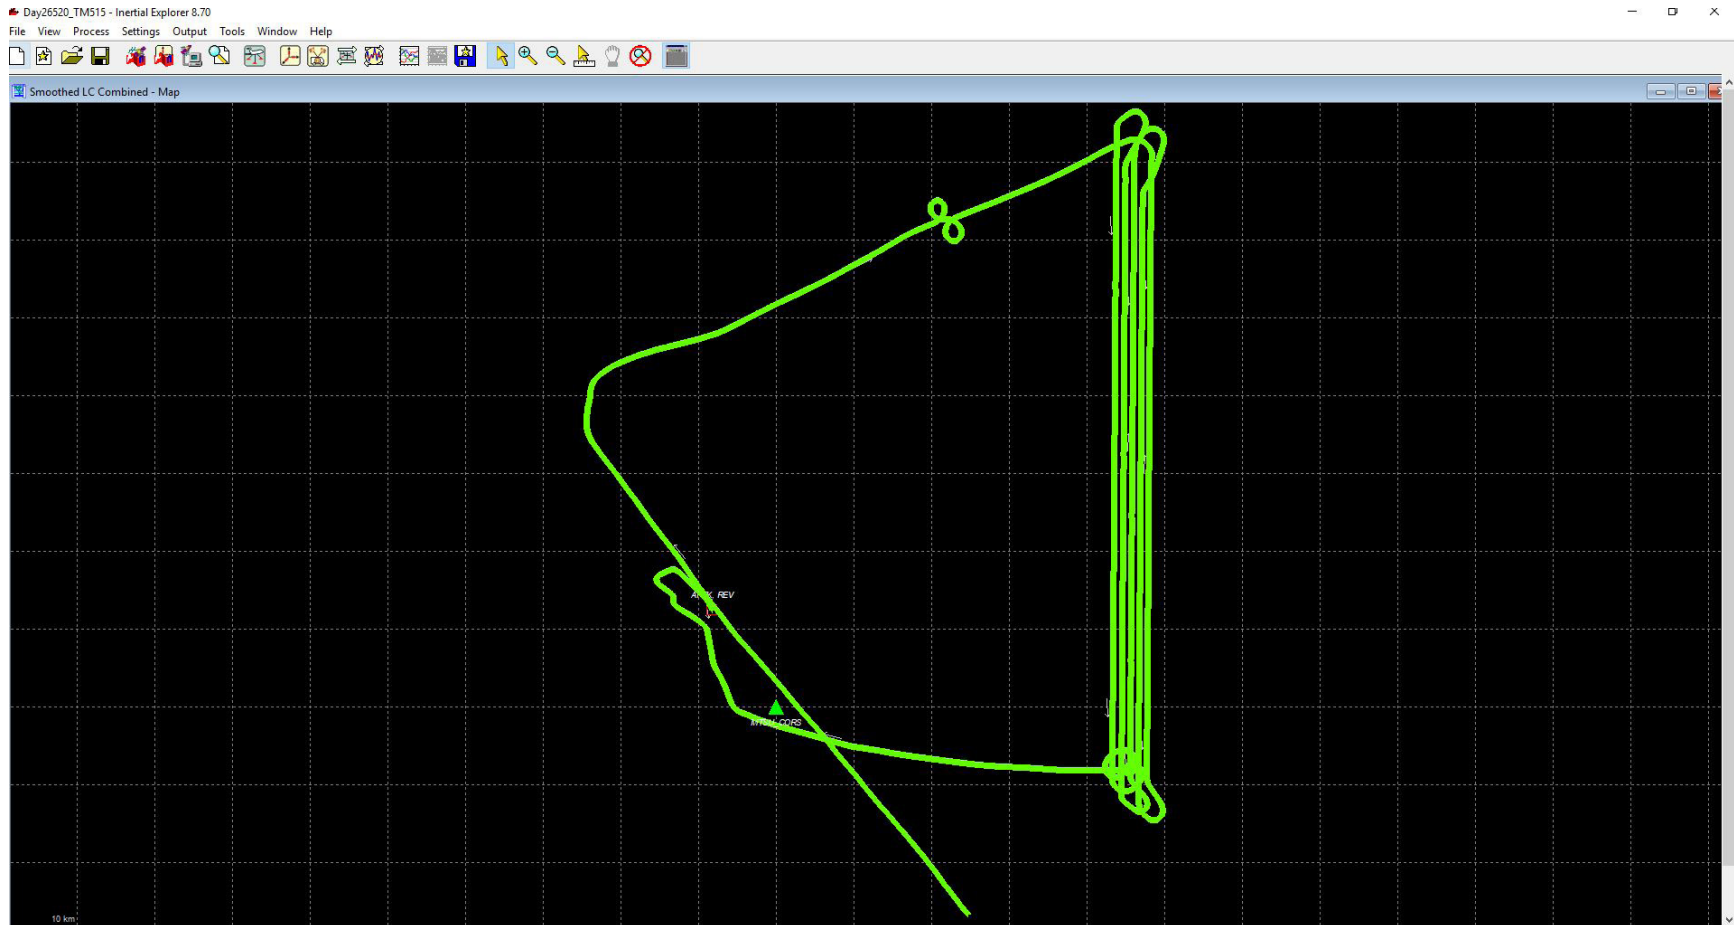 Day26520_TM515 - Inertial Explorer 8.70
File View Process Settings Output Tools Window Help
Smoothed LC Combined - Map
REV
CORS
10 km